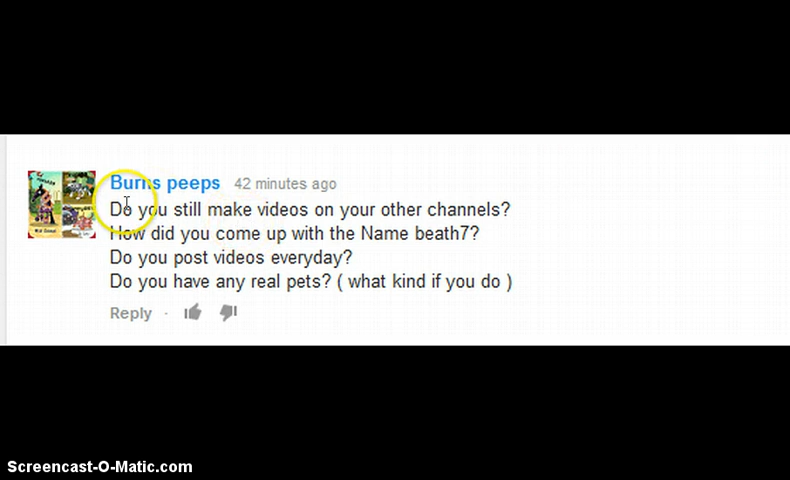 Burns peeps 42 minutes ago
Do you still make videos on your other channels?
How did you come up with the Name beath7?
Do you post videos everyday?
Do you have any real pets? ( what kind if you do )
Reply ·
Screencast-O-Matic.com